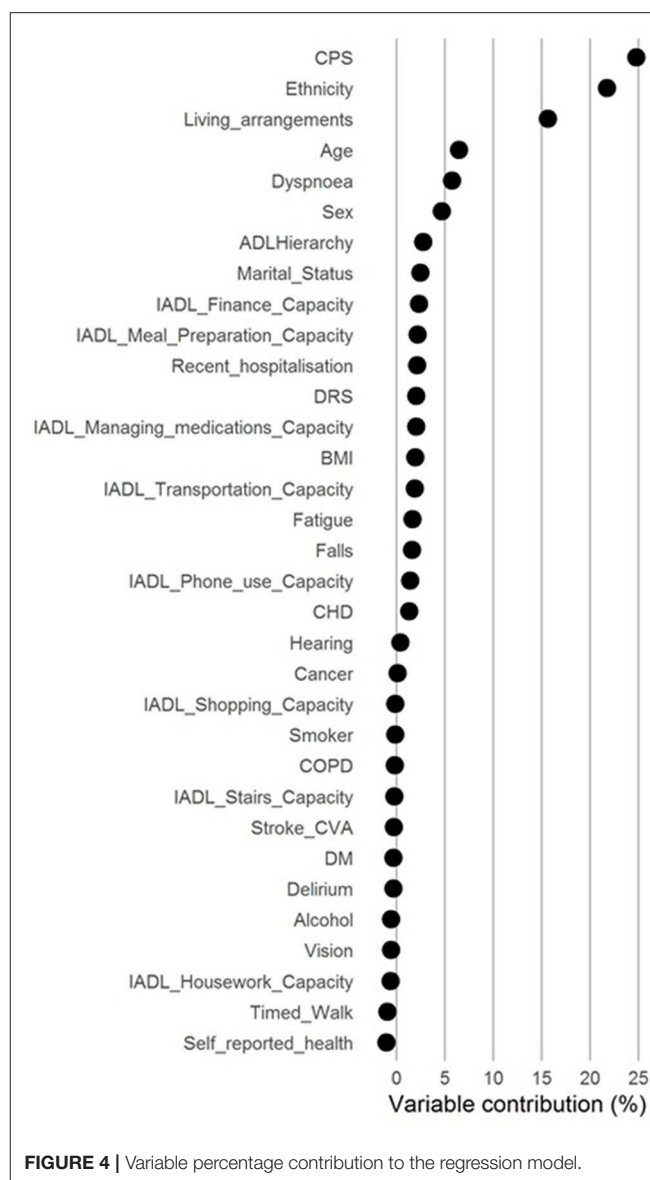 CPS
Ethnicity
Living_arrangements
Age
Dyspnoea
Sex
ADLHierarchy
Marital_Status
IADL_Finance_Capacity
IADL_Meal_Preparation_Capacity
Recent_hospitalisation
DRS
IADL_Managing_medications_Capacity
BMI
IADL_Transportation_Capacity
Fatigue
Falls
IADL_Phone_use_Capacity
CHD
Hearing
Cancer
IADL_Shopping_Capacity
Smoker
COPD
IADL_Stairs_Capacity
Stroke_CVA
DM
Delirium
Alcohol
Vision
IADL_Housework_Capacity
Timed_Walk
Self_reported_health
0 5 10 15 20 25
Variable contribution (%)
FIGURE 4 | Variable percentage contribution to the regression model.